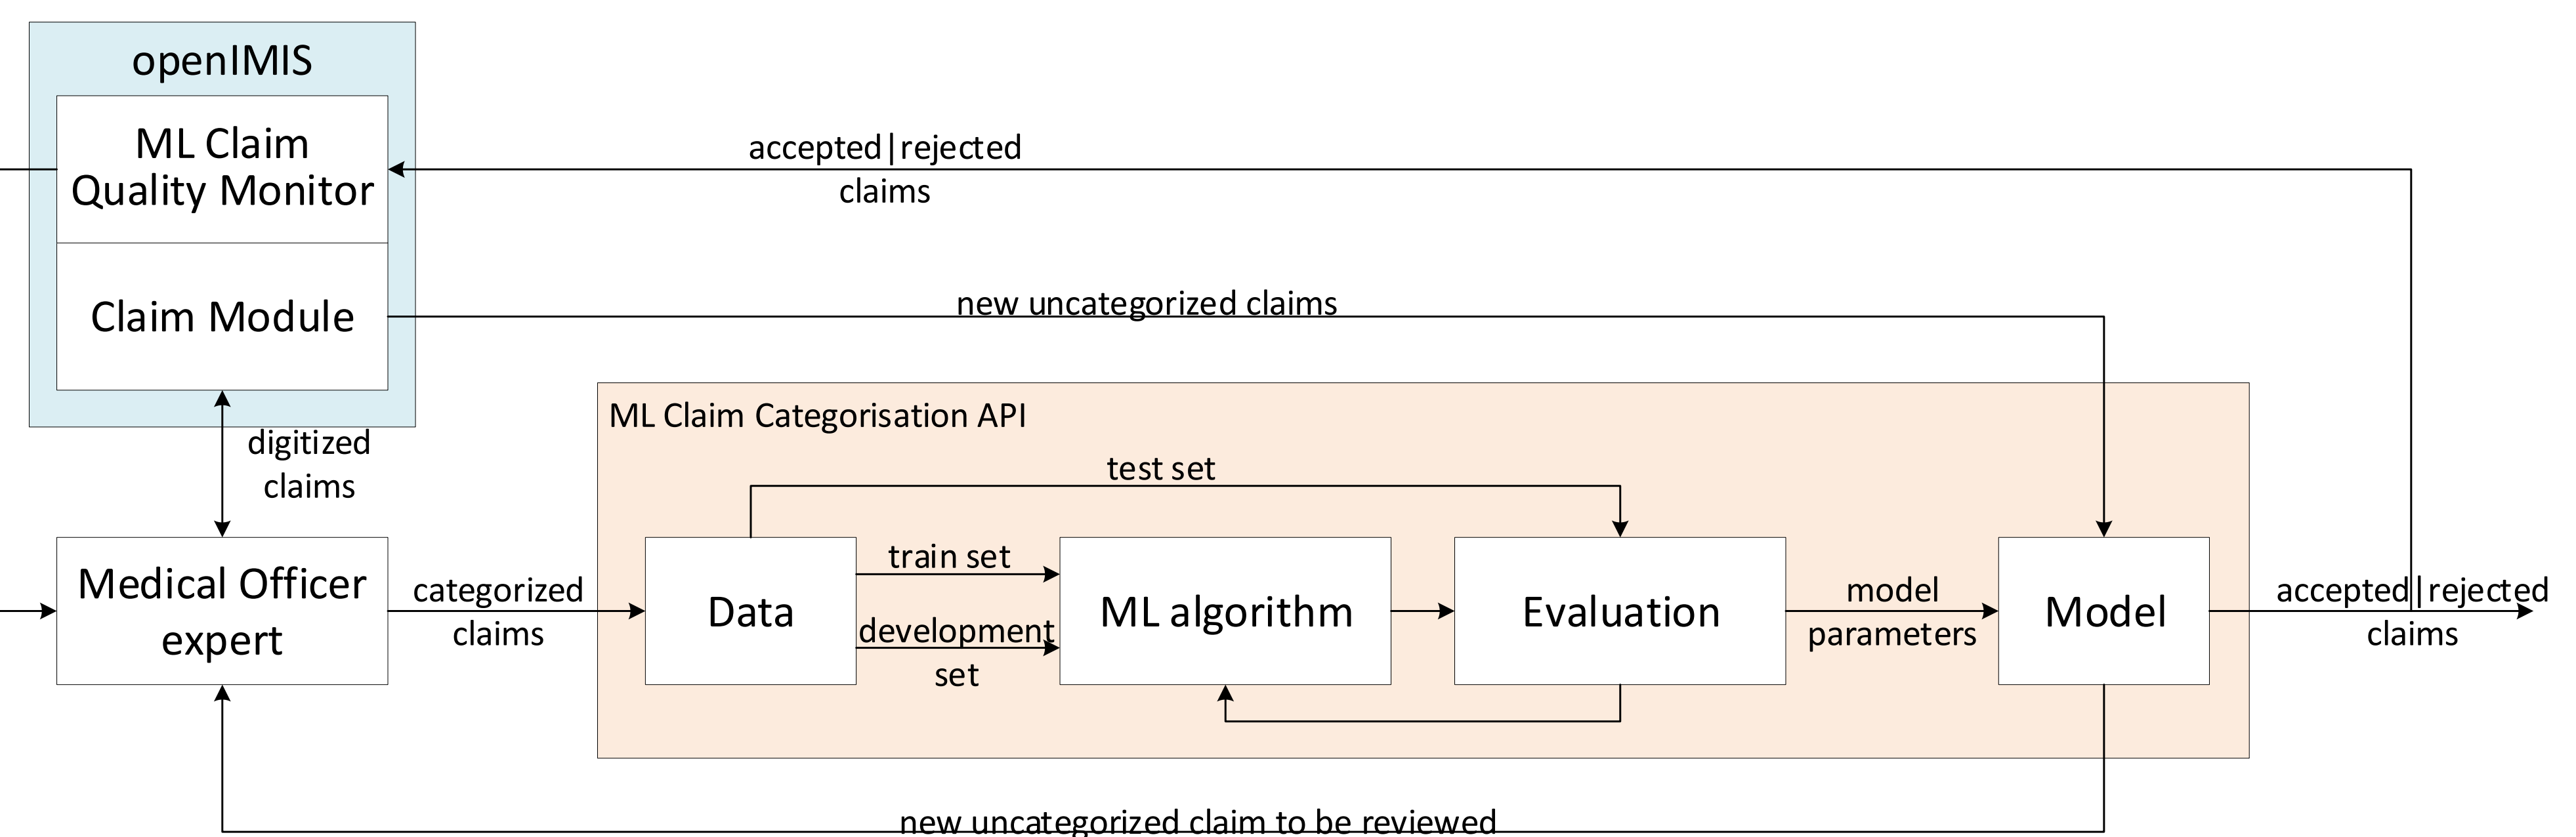 openIMIS
ML Claim
Quality Monitor
accepted|rejected
claims
Claim Module
new uncategorized claims
digitized
claims
ML Claim Categorisation API
test set
Medical Officer
expert
categorized
claims
Data
train set
development
set
ML algorithm
Evaluation
model
parameters
Model
accepted|rejected
claims
new uncategorized claim to be reviewed